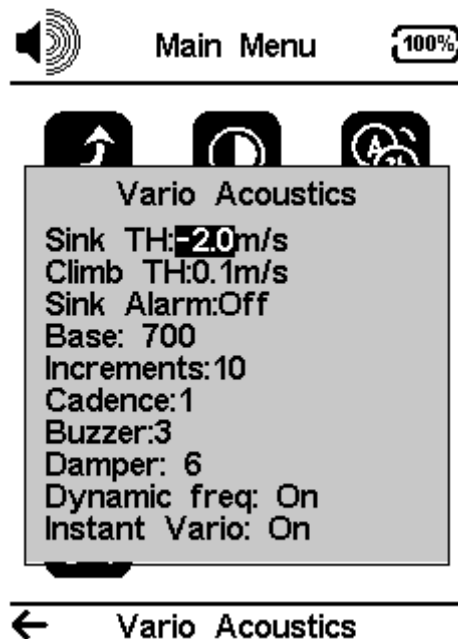 Main Menu 100%
Vario Acoustics
Sink TH:-2.0m/s
Climb TH:0.1m/s
Sink Alarm:Off
Base: 700
Increments:10
Cadence:1
Buzzer:3
Damper: 6
Dynamic freq: On
Instant Vario: On
Vario Acoustics